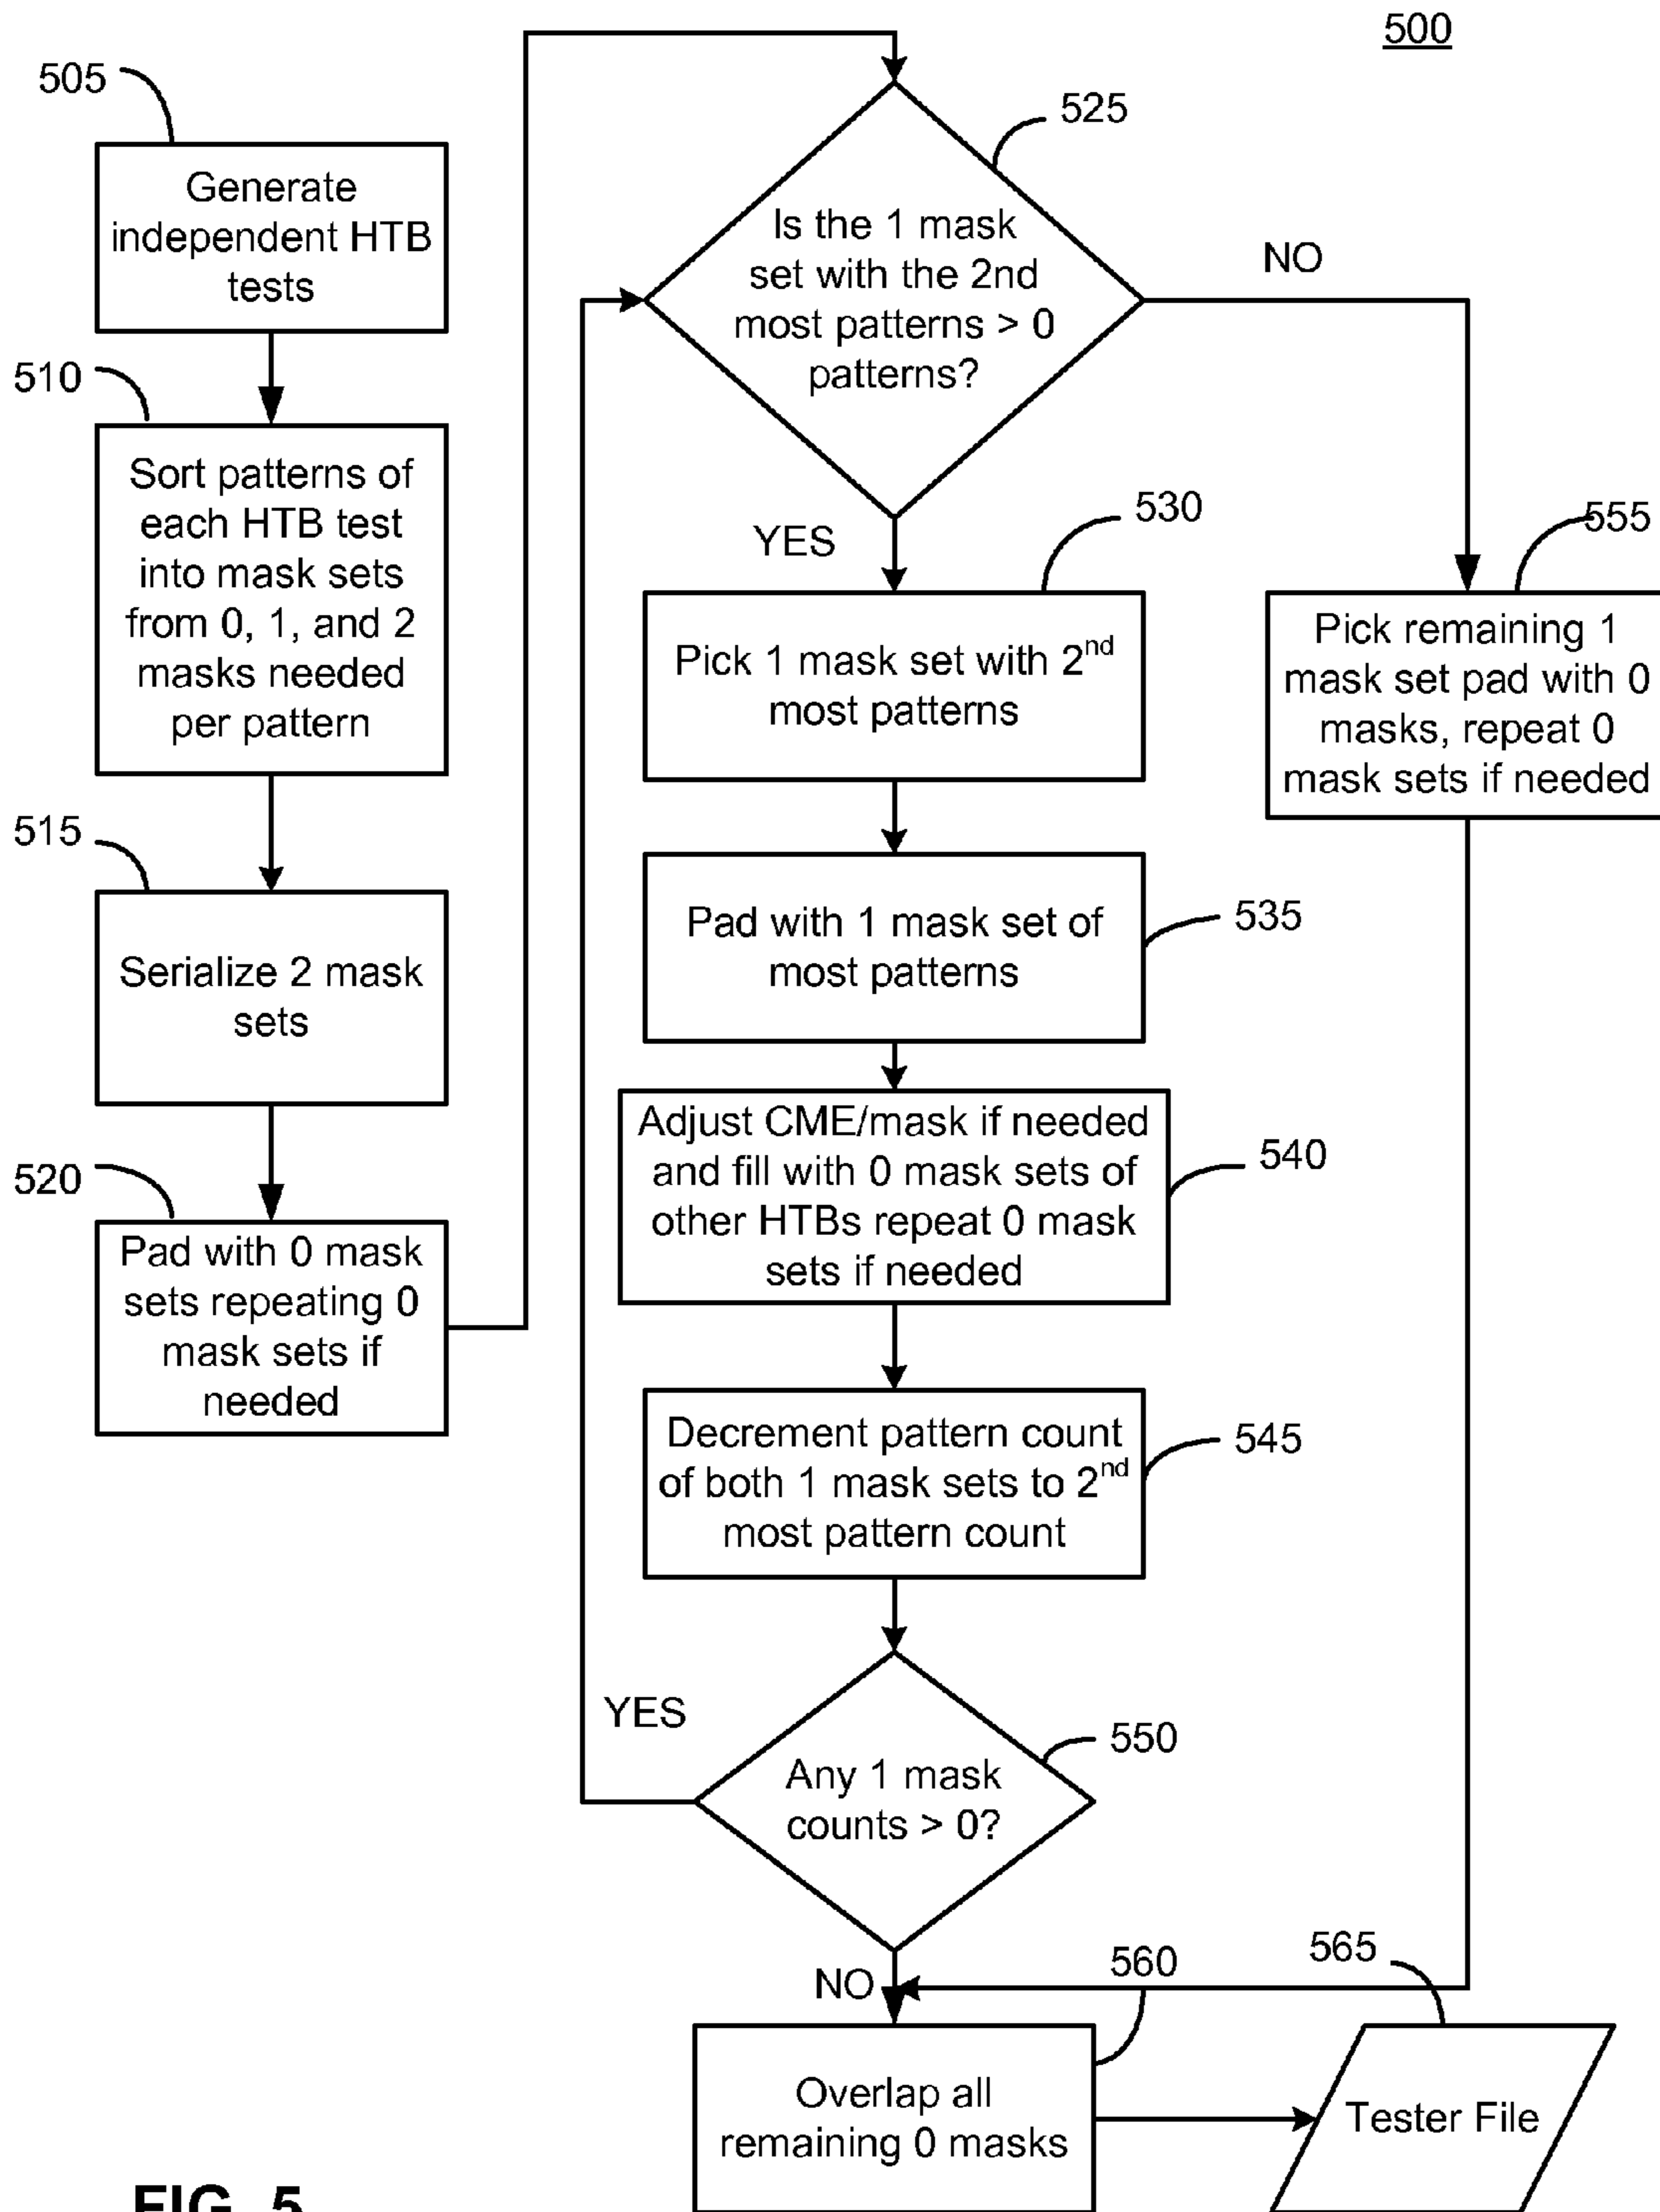 500
505
Generate
independent HTB
tests
510
Sort patterns of
each HTB test
into mask sets
from 0, 1, and 2
masks needed
per pattern
515
Serialize 2 mask
sets
520
Pad with 0 mask
sets repeating 0
mask sets if
needed
525
Is the 1 mask
set with the 2nd
most patterns > 0
patterns?
NO
YES
530
Pick 1 mask set with 2nd
most patterns
535
Pad with 1 mask set of
most patterns
540
Adjust CME/mask if needed
and fill with 0 mask sets of
other HTBs repeat 0 mask
sets if needed
545
Decrement pattern count
of both 1 mask sets to 2nd
most pattern count
YES
550
Any 1 mask
counts > 0?
NO
555
Pick remaining 1
mask set pad with 0
masks, repeat 0
mask sets if needed
560
Overlap all
remaining 0 masks
565
Tester File
FIG. 5